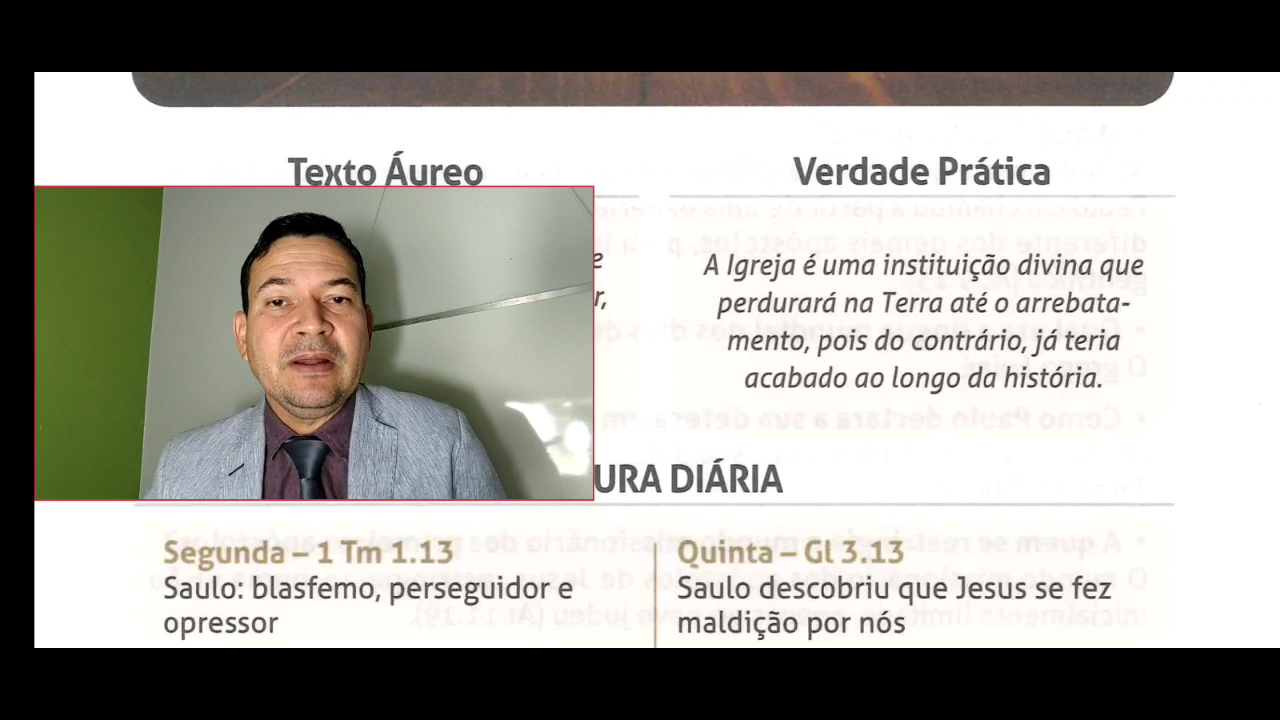 Texto Áureo
Verdade Prática
A Igreja é uma instituição divina que
perdurará na Terra até o arrebata-
mento, pois do contrário, já teria
acabado ao longo da história.
URA DIÁRIA
Segunda – 1 Tm 1.13
Saulo: blasfemo, perseguidor e
opressor
Quinta – Gl 3.13
Saulo descobriu que Jesus se fez
maldição por nós